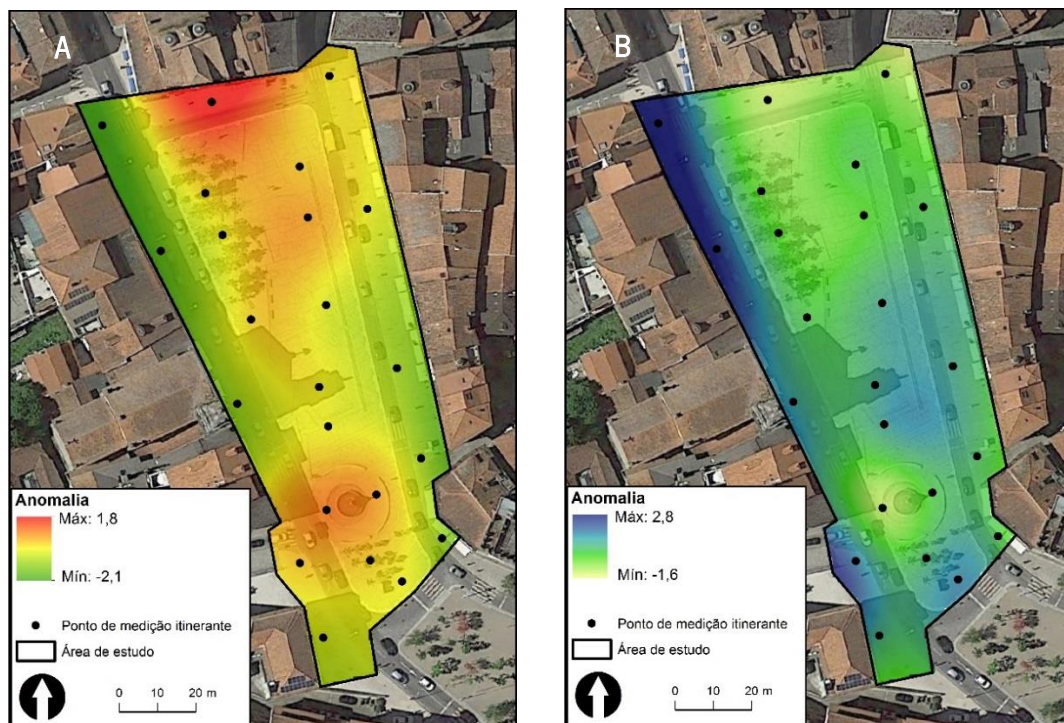 A
Anomalia
Máx: 1,8
Mín: -2,1
Ponto de medição itinerante
Área de estudo
0 10 20 m
B
Anomalia
Máx: 2,8
Mín: -1,6
Ponto de medição itinerante
Área de estudo
0 10 20 m